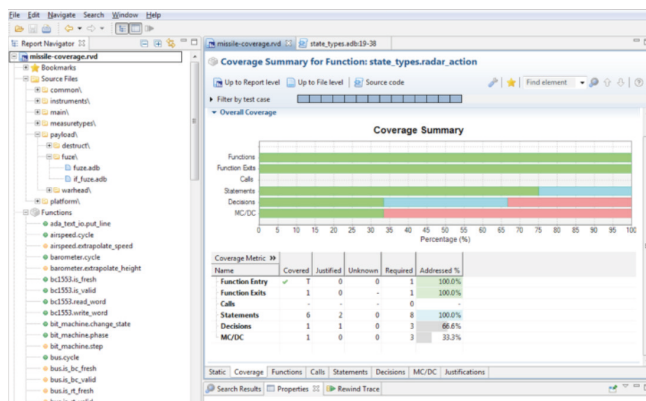 File Edit Navigate Search Window Help
Report Navigator
missile-coverage.rvd
Bookmarks
Source Files
common\
instruments\
main\
measuretypes\
payload\
destruct\
fuze\
fuze.adb
if_fuze.adb
warhead\
platform\
Functions
ada_text_io.put_line
airspeed.cycle
airspeed.extrapolate_speed
barometer.cycle
barometer.extrapolate_height
bc1553.is_fresh
bc1553.is_valid
bc1553.read_word
bc1553.write_word
bit_machine.change_state
bit_machine.phase
bit_machine.step
bus.cycle
bus.is_bc_fresh
bus.is_bc_valid
bus.is_rt_fresh
missile-coverage.rvd state_types.adb:19-38
Coverage Summary for Function: state_types.radar_action
Up to Report level Up to File level Source code Find element
Filter by test case
Overall Coverage
Coverage Summary
Functions
Function Exits
Calls
Statements
Decisions
MC/DC
0 5 10 15 20 25 30 35 40 45 50 55 60 65 70 75 80 85 90 95 100
Percentage (%)
Coverage Metric »
Name Covered Justified Unknown Required Addressed %
Function Entry ✓ T 0 0 1 100.0%
Function Exits 1 0 - 1 100.0%
Calls - - - 0 -
Statements 6 2 0 8 100.0%
Decisions 1 1 0 3 66.6%
MC/DC 1 0 0 3 33.3%
Static Coverage Functions Calls Statements Decisions MC/DC Justifications
Search Results Properties Rewind Trace